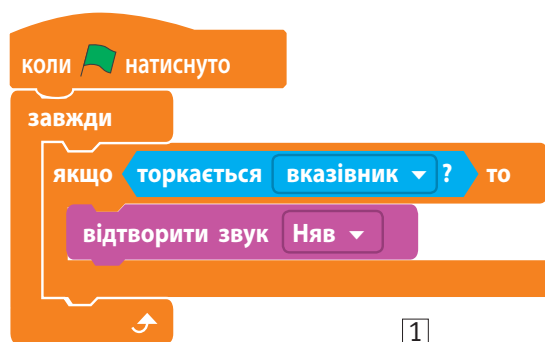 коли натиснуто
завжди
якщо торкається вказівник ? то
відтворити звук Няв
1